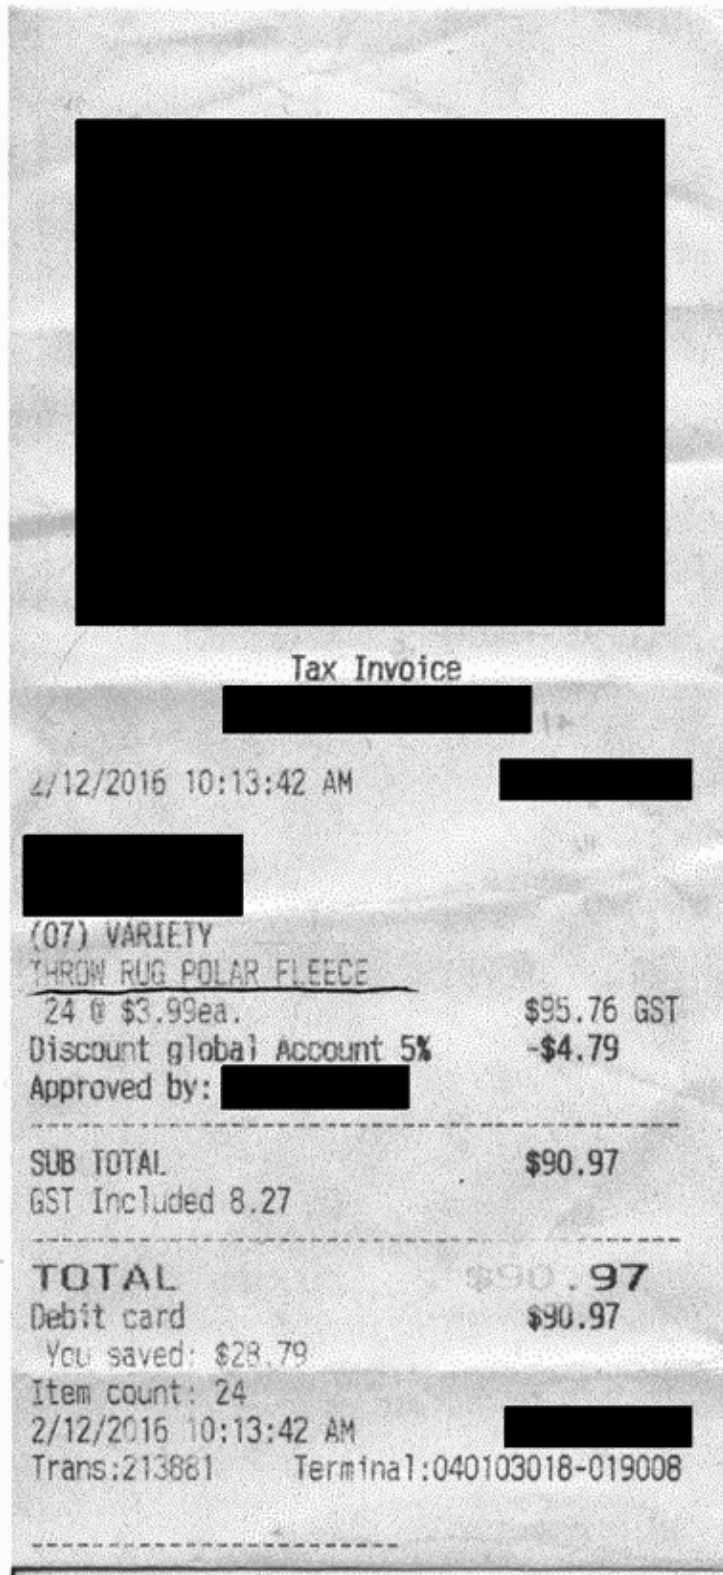 Tax Invoice
2/12/2016 10:13:42 AM
(07) VARIETY
THROW RUG POLAR FLEECE
24 @ $3.99ea. $95.76 GST
Discount global Account 5% -$4.79
Approved by:
SUB TOTAL $90.97
GST Included 8.27
TOTAL $90.97
Debit card $90.97
You saved: $28.79
Item count: 24
2/12/2016 10:13:42 AM
Trans:213881 Terminal:040103018-019008